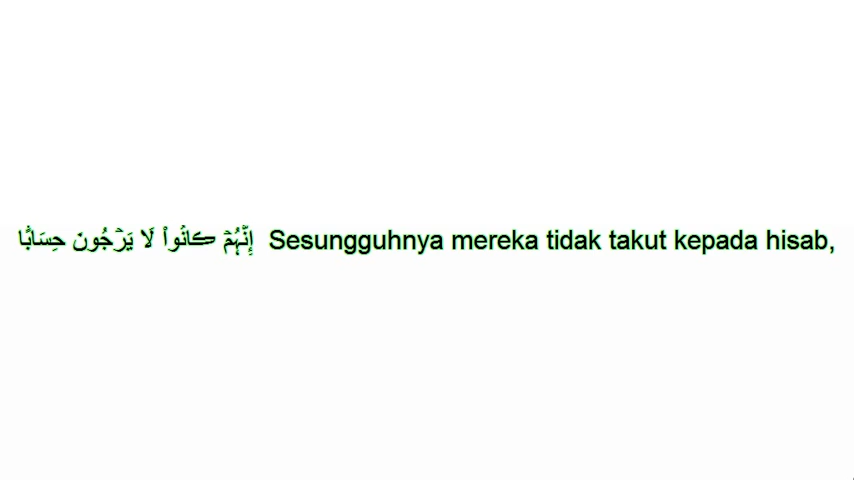 إِنَّہُمۡ ڪَانُواْ لَا يَرۡجُونَ حِسَابً۬ا Sesungguhnya mereka tidak takut kepada hisab,